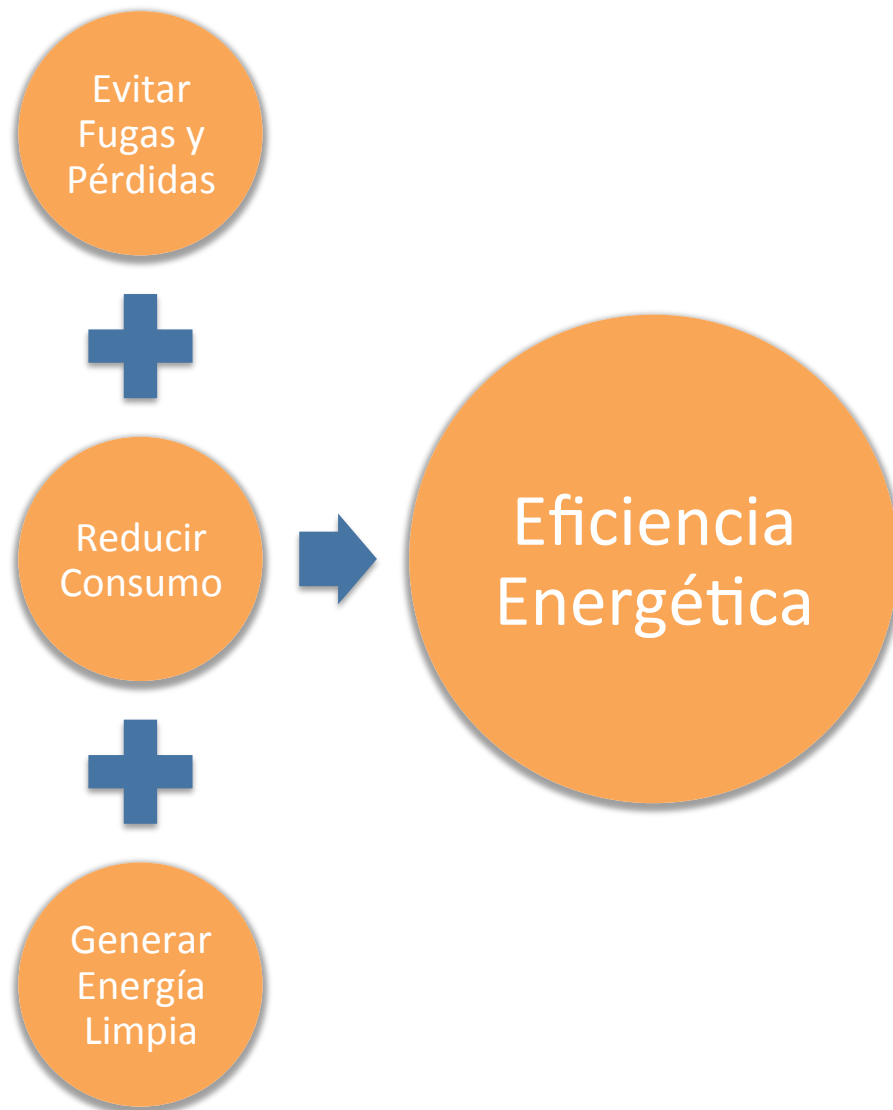 Evitar
Fugas y
Pérdidas
Reducir
Consumo
Generar
Energía
Limpia
Eficiencia
Energética